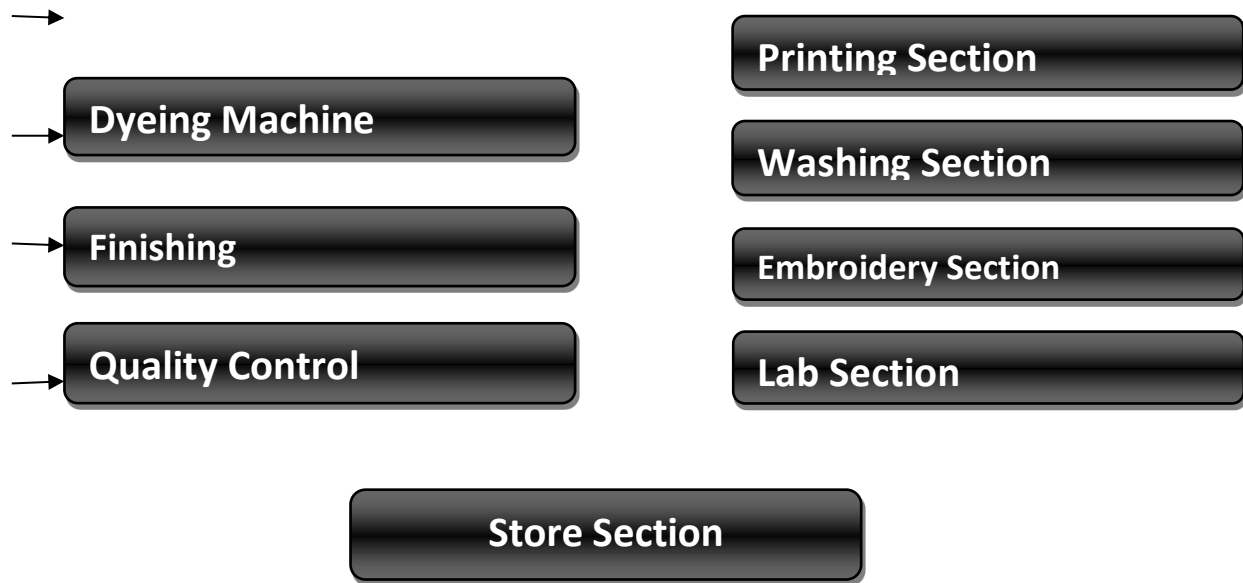 Dyeing Machine
Finishing
Quality Control
Printing Section
Washing Section
Embroidery Section
Lab Section
Store Section